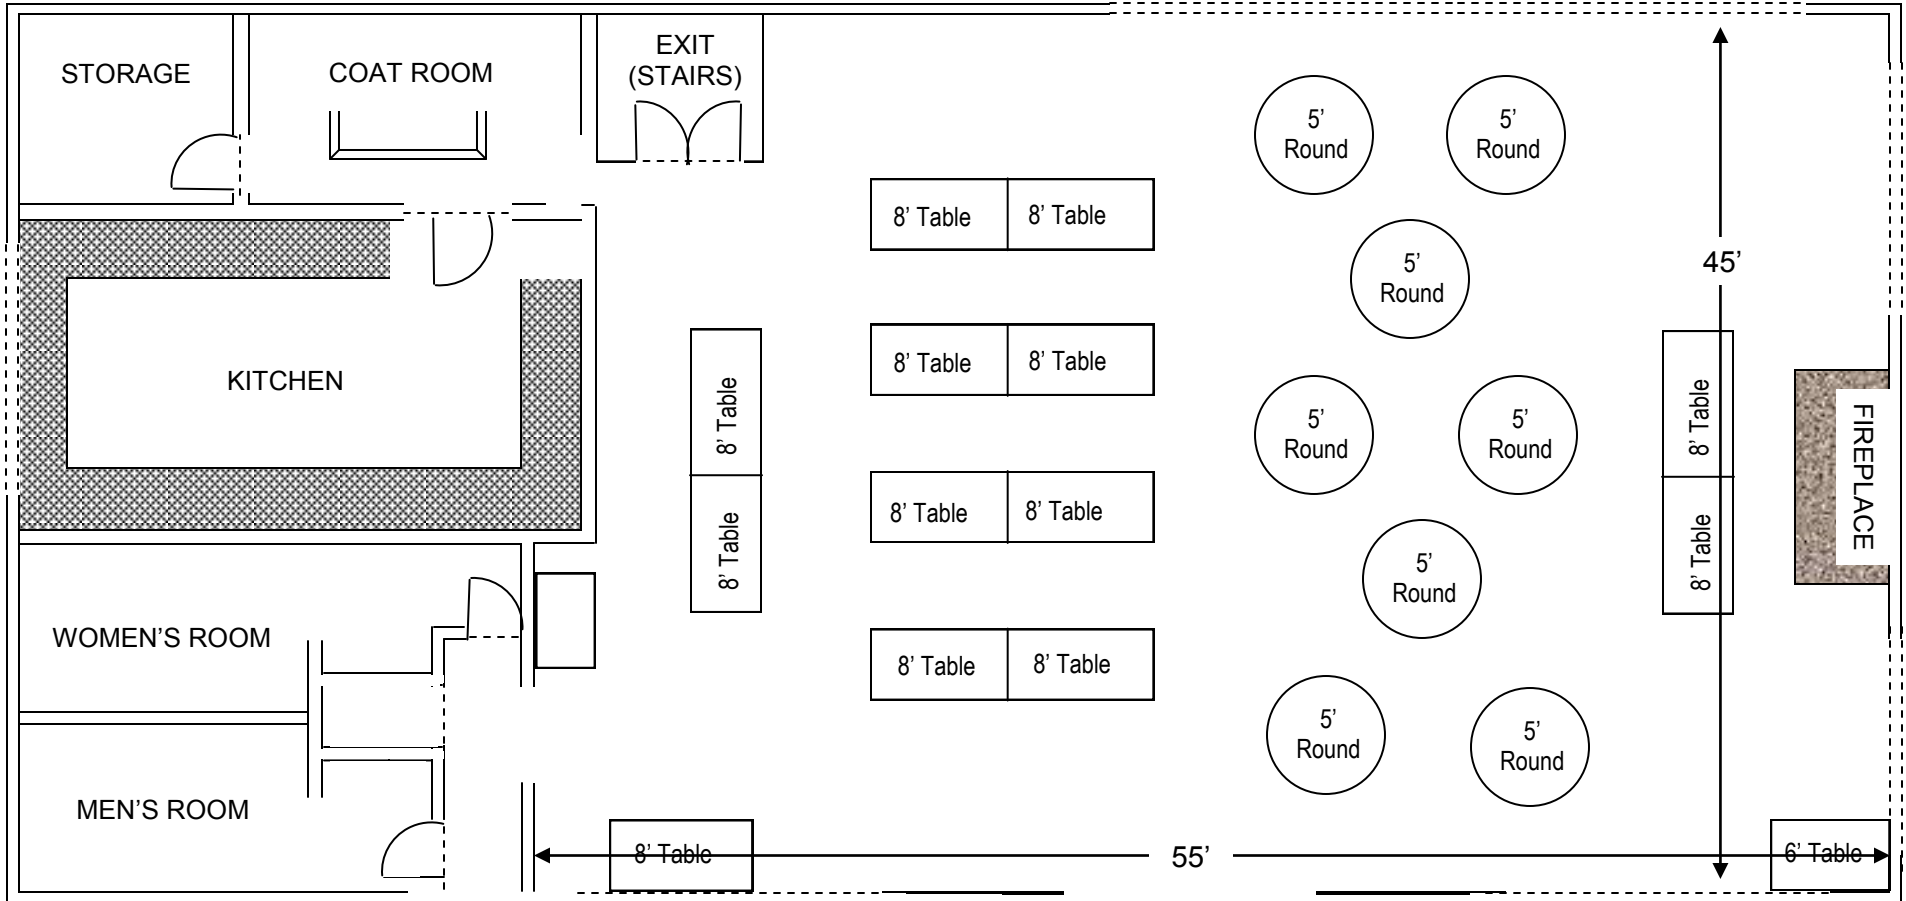 STORAGE
COAT ROOM
EXIT
(STAIRS)
5’
Round
5’
Round
8’ Table
8’ Table
5’
Round
45’
KITCHEN
8’ Table
8’ Table
8’ Table
8’ Table
5’
Round
5’
Round
8’ Table
8’ Table
FIREPLACE
8’ Table
8’ Table
5’
Round
WOMEN’S ROOM
8’ Table
8’ Table
5’
Round
5’
Round
MEN’S ROOM
8’ Table
55’
6’ Table